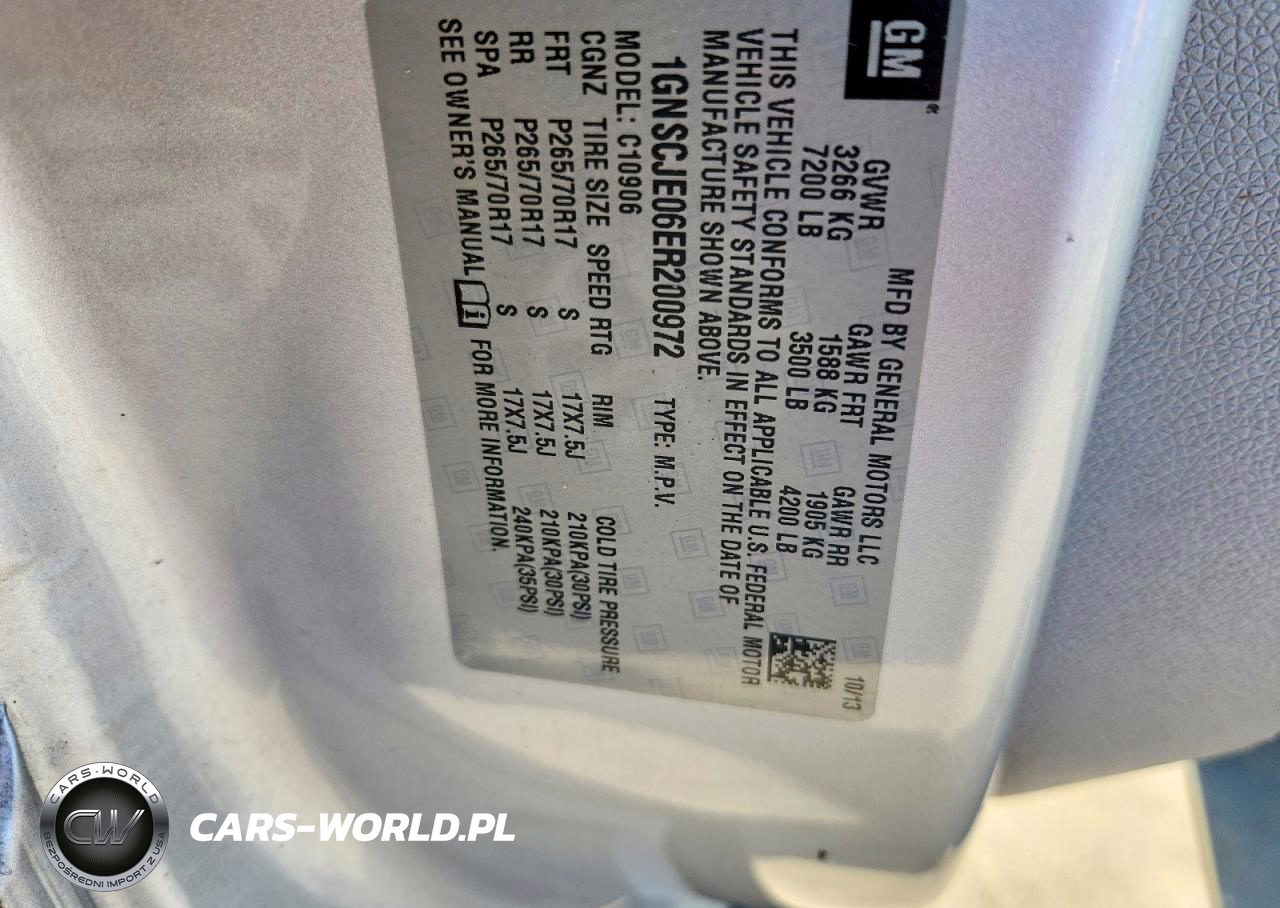 GM
®
MFD BY GENERAL MOTORS LLC
10/13
GVWR GAWR FRT GAWR RR
3266 KG 1588 KG 1905 KG
7200 LB 3500 LB 4200 LB
THIS VEHICLE CONFORMS TO ALL APPLICABLE U.S. FEDERAL MOTOR
VEHICLE SAFETY STANDARDS IN EFFECT ON THE DATE OF
MANUFACTURE SHOWN ABOVE.
1GNSCJE06ER200972 TYPE: M.P.V.
MODEL: C10906
CGNZ TIRE SIZE SPEED RTG RIM COLD TIRE PRESSURE
FRT P265/70R17 S 17X7.5J 210KPA(30PSI)
RR P265/70R17 S 17X7.5J 210KPA(30PSI)
SPA P265/70R17 S 17X7.5J 240KPA(35PSI)
SEE OWNER'S MANUAL FOR MORE INFORMATION.
CARS-WORLD
CW
BEZPOŚREDNI IMPORT Z USA
CARS-WORLD.PL